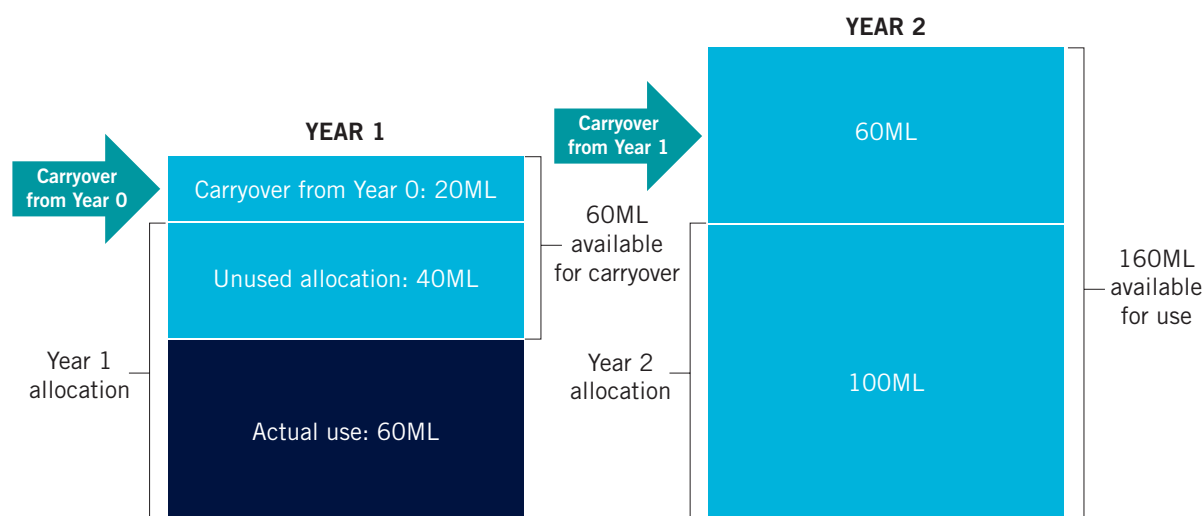 YEAR 1
Carryover
from Year 0
Carryover from Year 0: 20ML
Unused allocation: 40ML
Actual use: 60ML
Year 1
allocation
60ML
available
for carryover
YEAR 2
Carryover
from Year 1
60ML
100ML
Year 2
allocation
160ML
available
for use